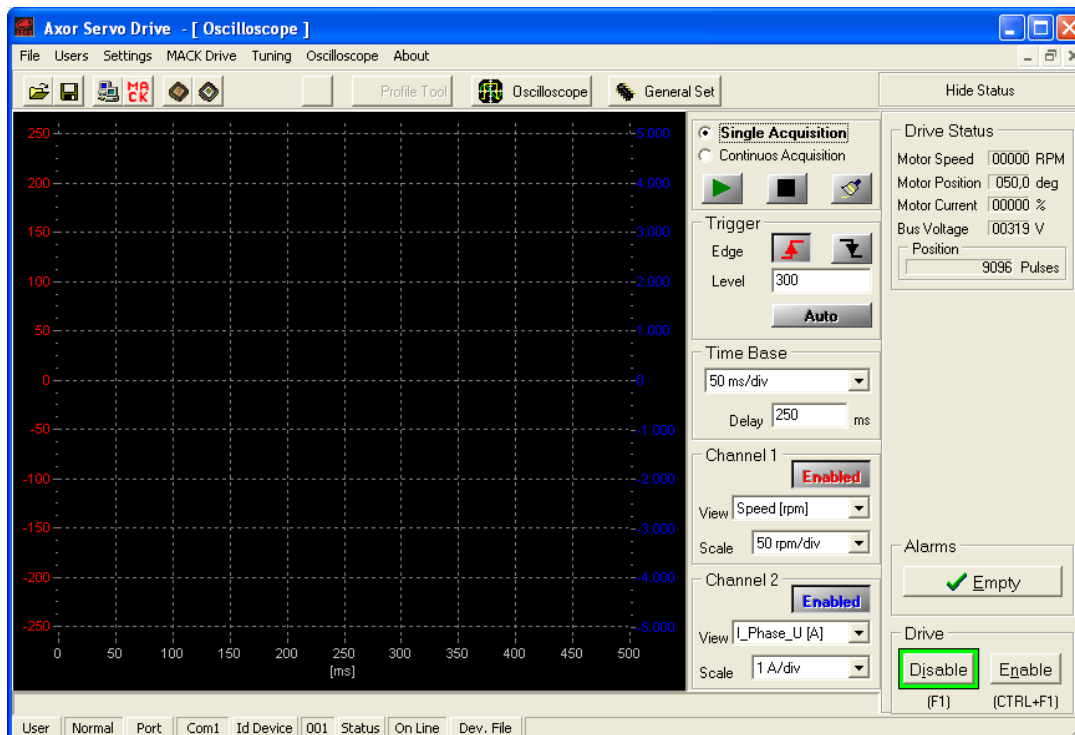 Axor Servo Drive - [ Oscilloscope ]
File Users Settings MACK Drive Tuning Oscilloscope About
MA
CK
Profile Tool Oscilloscope General Set Hide Status
250 5.000
200 4.000
150 3.000
100 2.000
50 1.000
0 0
-50 -1.000
-100 -2.000
-150 -3.000
-200 -4.000
-250 -5.000
0 50 100 150 200 250 300 350 400 450 500
[ms]
Single Acquisition
Continuos Acquisition
Trigger
Edge
Level 300
Auto
Time Base
50 ms/div
Delay 250 ms
Channel 1
Enabled
View Speed [rpm]
Scale 50 rpm/div
Channel 2
Enabled
View I_Phase_U [A]
Scale 1 A/div
Drive Status
Motor Speed 00000 RPM
Motor Position 050,0 deg
Motor Current 00000 %
Bus Voltage 00319 V
Position
9096 Pulses
Alarms
Empty
Drive
Disable Enable
(F1) (CTRL+F1)
User Normal Port Com1 Id Device 001 Status On Line Dev. File